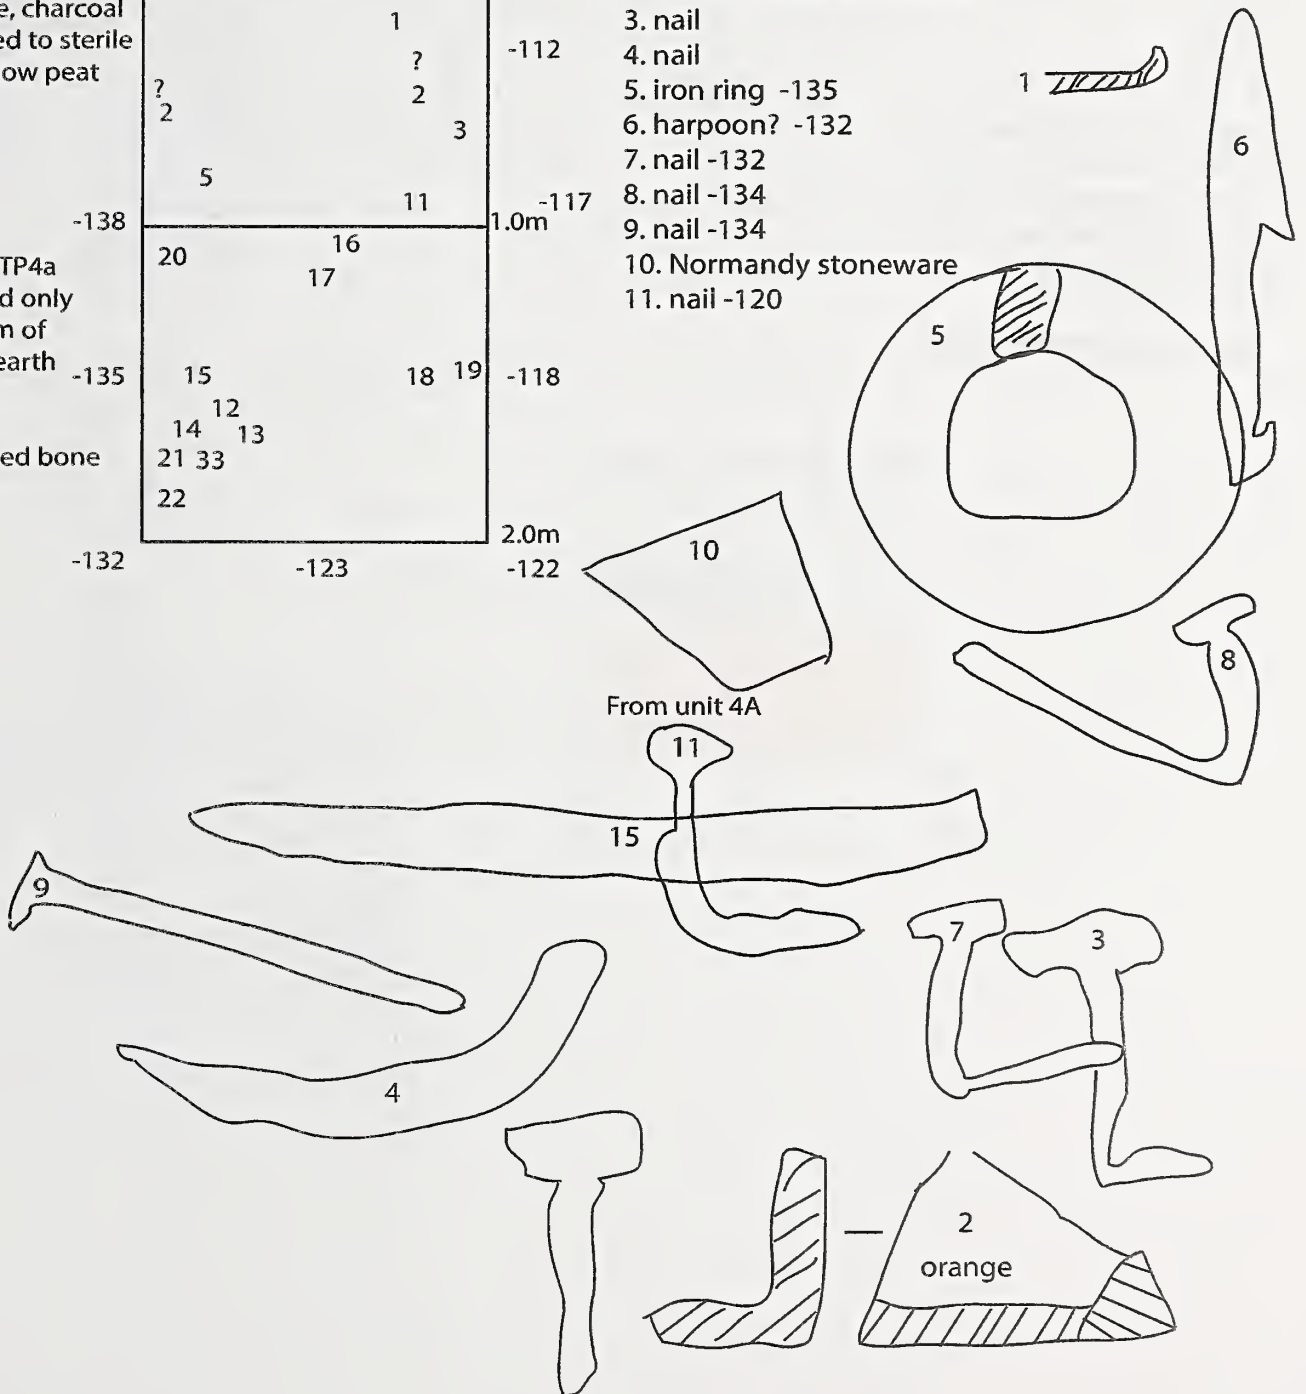 e, charcoal
ed to sterile
ow peat
1
?
2
3
?
2
5
11
-112
-117
-138
1.0m
3. nail
4. nail
5. iron ring -135
6. harpoon? -132
7. nail -132
8. nail -134
9. nail -134
10. Normandy stoneware
11. nail -120
1
6
5
TP4a
d only
m of
earth
-135
ed bone
20
16
17
15
18
19
12
14
13
21
33
22
-118
2.0m
-132
-123
-122
10
8
From unit 4A
11
15
9
7
3
4
2
orange